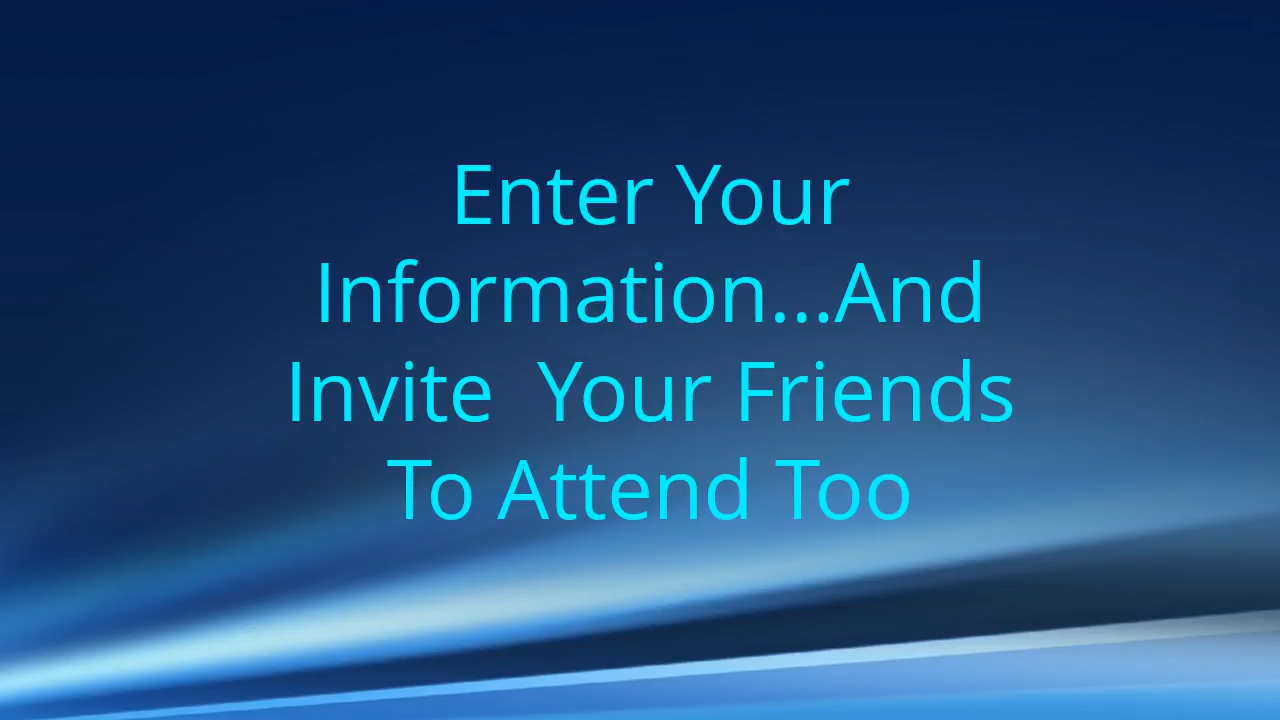 Enter Your
Information...And
Invite  Your Friends
To Attend Too